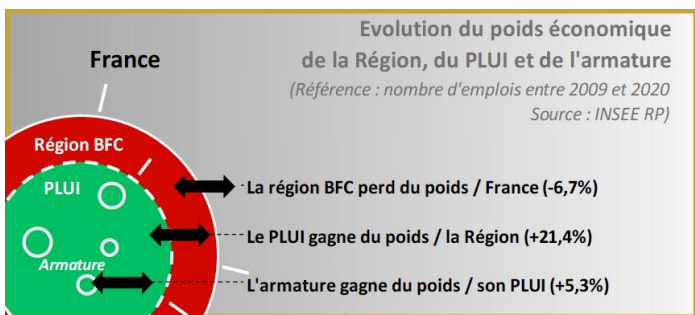 Evolution du poids économique
de la Région, du PLUI et de l'armature
(Référence : nombre d'emplois entre 2009 et 2020
Source : INSEE RP)
France
Région BFC
PLUI
Armature
La région BFC perd du poids / France (-6,7%)
Le PLUI gagne du poids / la Région (+21,4%)
L'armature gagne du poids / son PLUI (+5,3%)